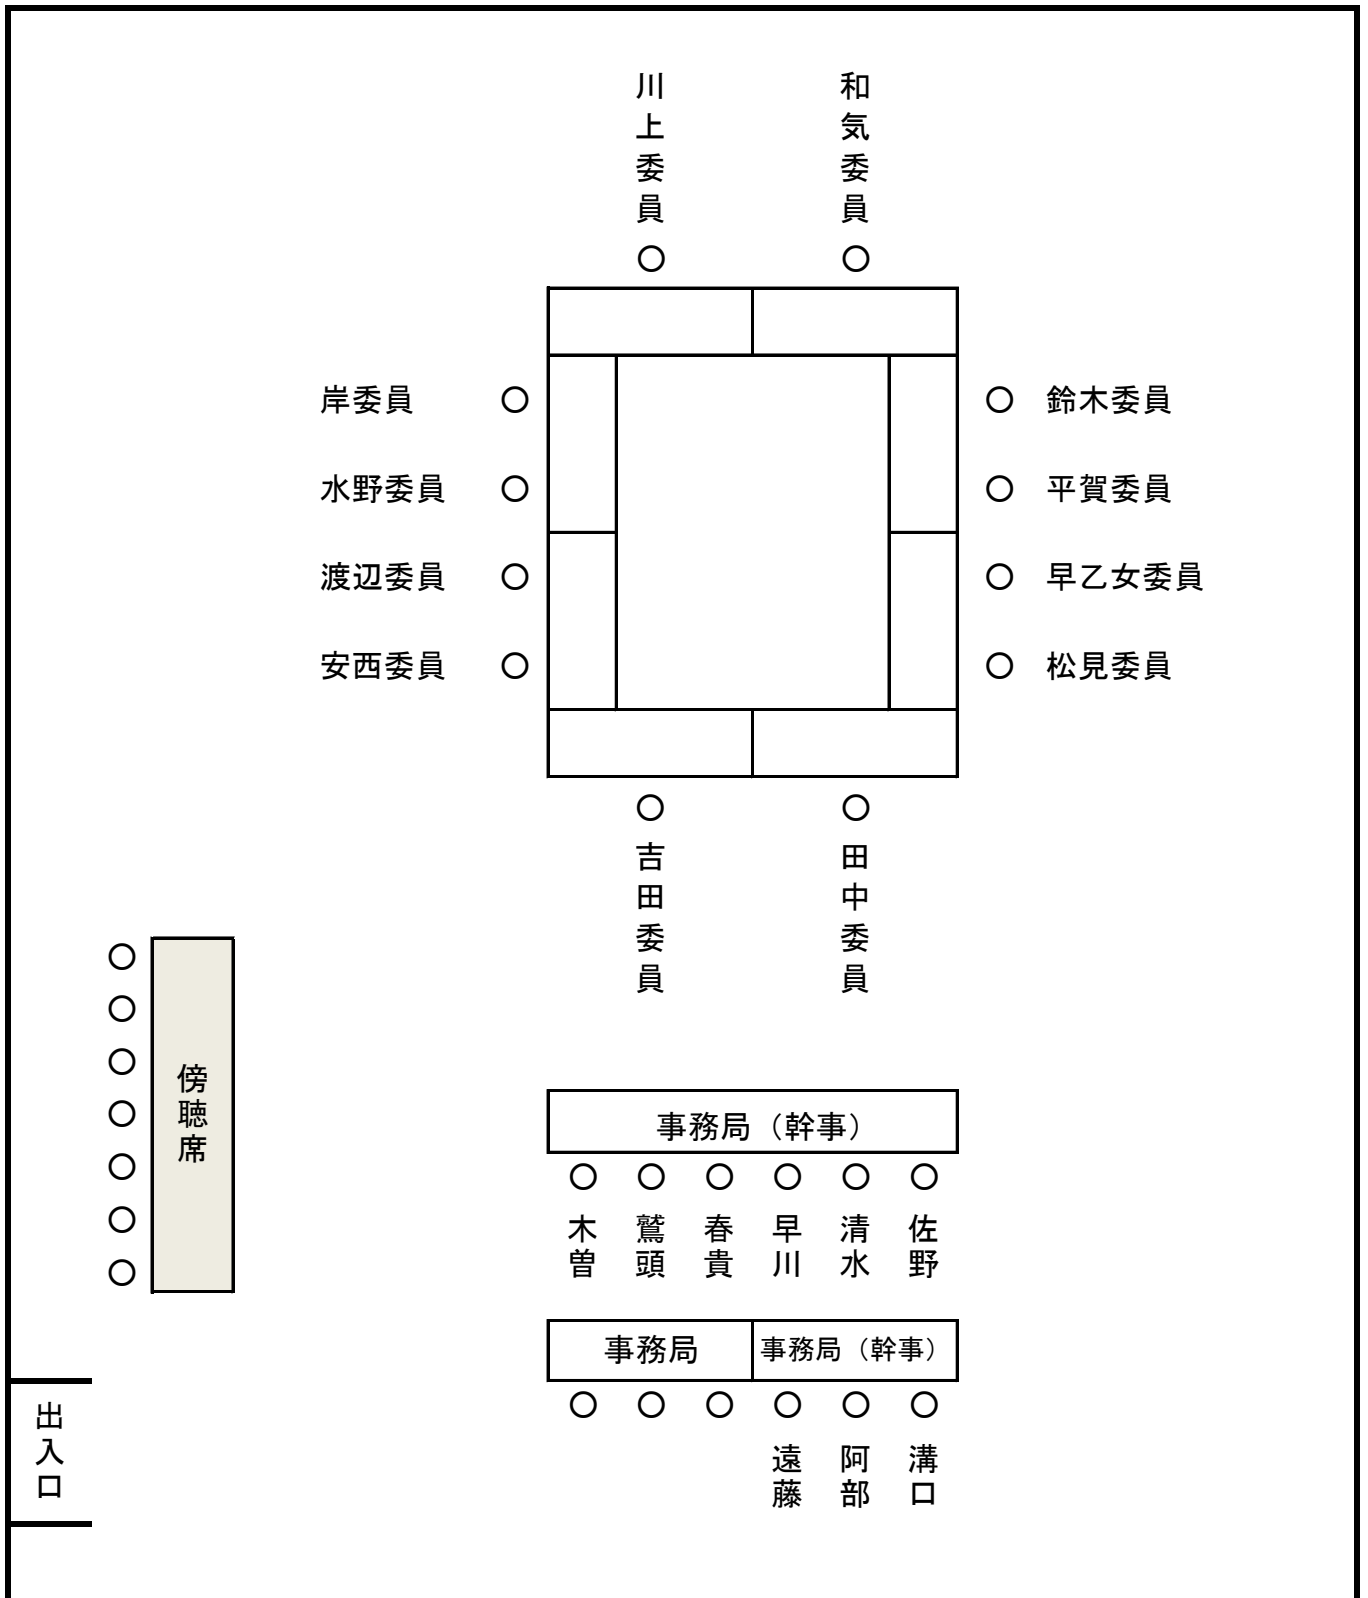 川上委員
和気委員
岸委員
鈴木委員
水野委員
平賀委員
渡辺委員
早乙女委員
安西委員
松見委員
吉田委員
田中委員
傍聴席
事務局（幹事）
木曽
鷲頭
春貴
早川
清水
佐野
事務局
事務局（幹事）
遠藤
阿部
溝口
出入口